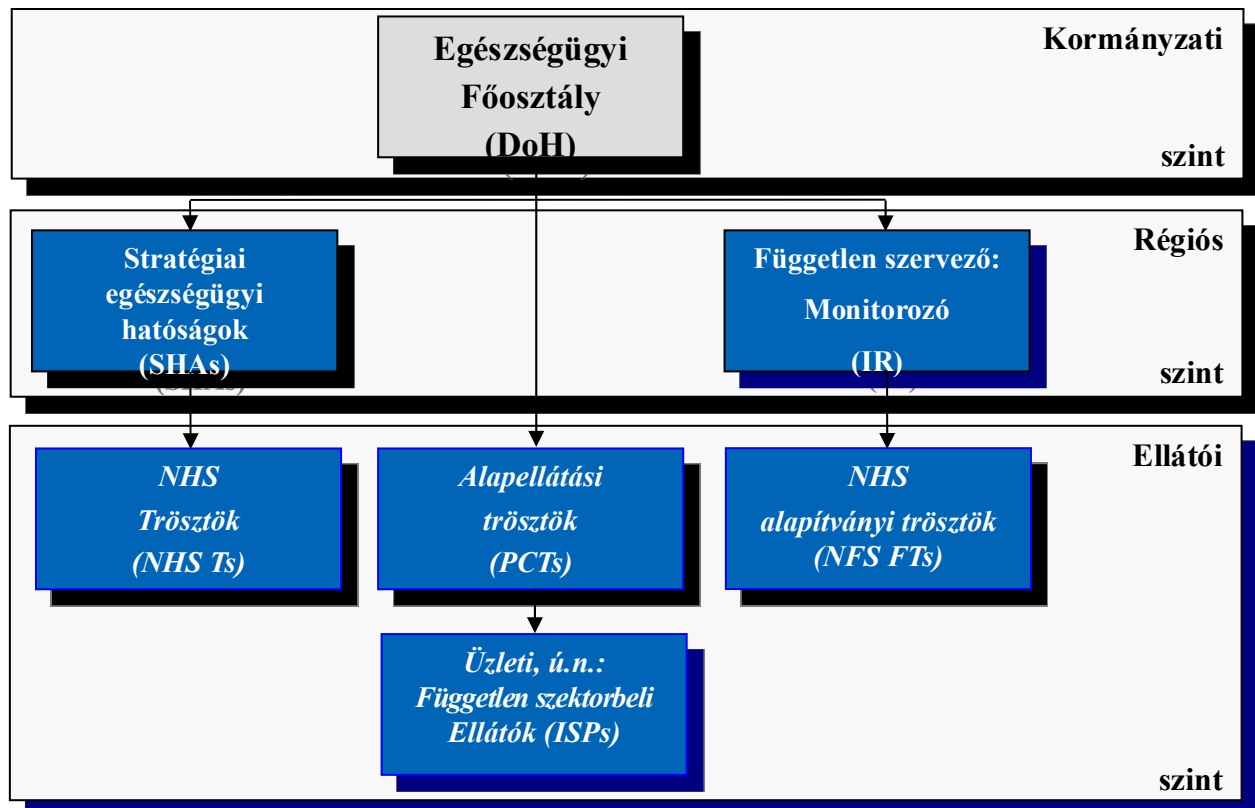 Egészségügyi
Főosztály
(DoH)
Kormányzati
szint
Stratégiai
egészségügyi
hatóságok
(SHAs)
Független szervező:
Monitorozó
(IR)
Régiós
szint
NHS
Trösztök
(NHS Ts)
Alapellátási
trösztök
(PCTs)
NHS
alapítványi trösztök
(NFS FTs)
Ellátói
Üzleti, ú.n.:
Független szektorbeli
Ellátók (ISPs)
szint